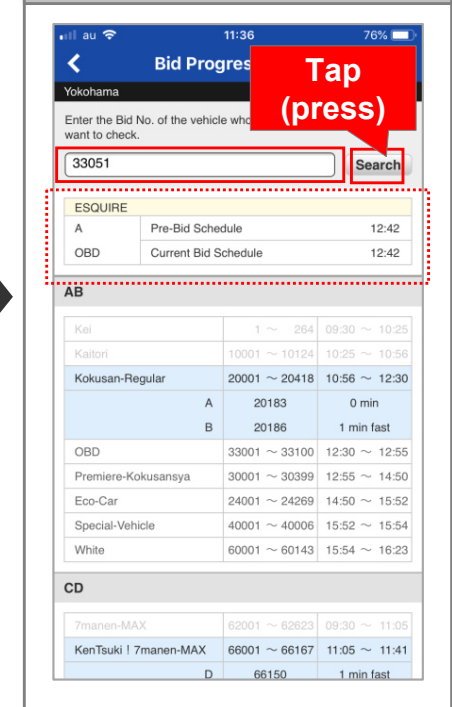 au 11:36 76%
Bid Progres
Tap
(press)
Yokohama
Enter the Bid No. of the vehicle who
want to check.
33051 Search
ESQUIRE
A Pre-Bid Schedule 12:42
OBD Current Bid Schedule 12:42
AB
Kei 1 ～ 264 09:30 ～ 10:25
Kaitori 10001 ～ 10124 10:25 ～ 10:56
Kokusan-Regular 20001 ～ 20418 10:56 ～ 12:30
A 20183 0 min
B 20186 1 min fast
OBD 33001 ～ 33100 12:30 ～ 12:55
Premiere-Kokusansya 30001 ～ 30399 12:55 ～ 14:50
Eco-Car 24001 ～ 24269 14:50 ～ 15:52
Special-Vehicle 40001 ～ 40006 15:52 ～ 15:54
White 60001 ～ 60143 15:54 ～ 16:23
CD
7manen-MAX 62001 ～ 62623 09:30 ～ 11:05
KenTsuki ! 7manen-MAX 66001 ～ 66167 11:05 ～ 11:41
D 66150 1 min fast